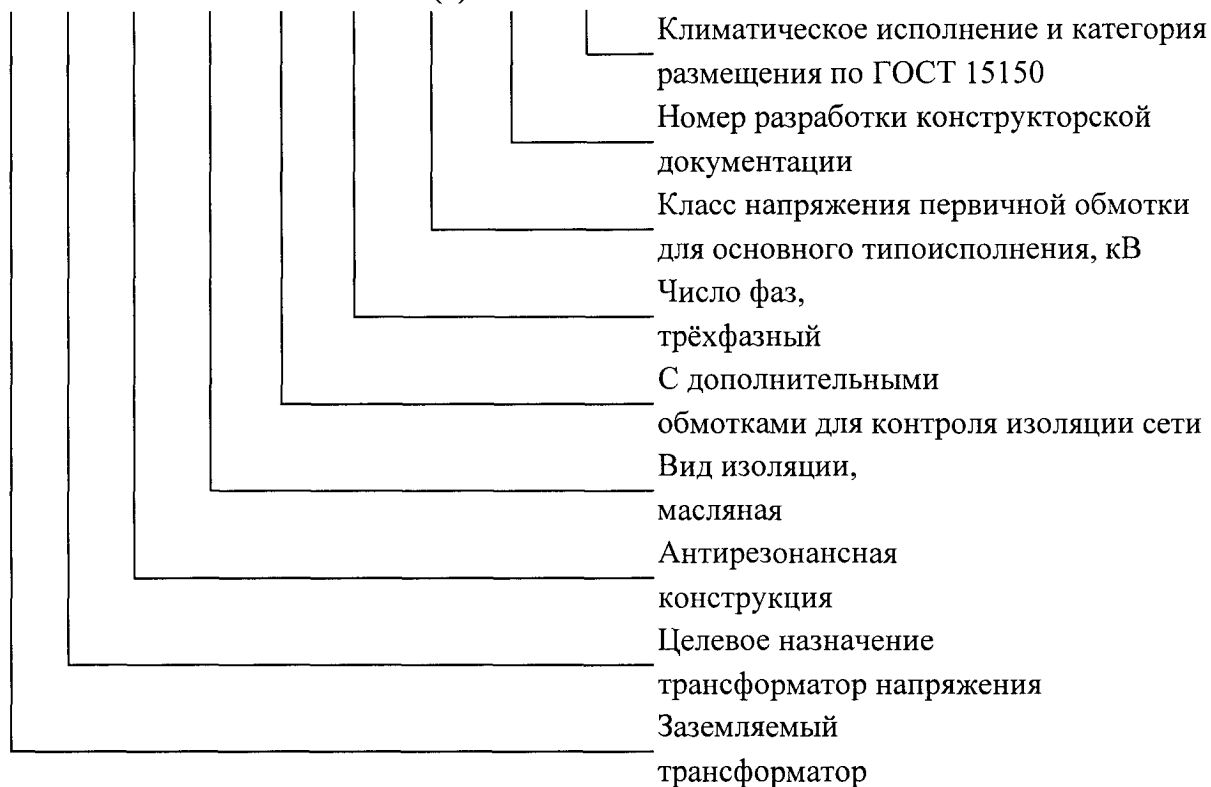 Климатическое исполнение и категория
размещения по ГОСТ 15150
Номер разработки конструкторской
документации
Класс напряжения первичной обмотки
для основного типоисполнения, кВ
Число фаз,
трёхфазный
С дополнительными
обмотками для контроля изоляции сети
Вид изоляции,
масляная
Антирезонансная
конструкция
Целевое назначение
трансформатор напряжения
Заземляемый
трансформатор